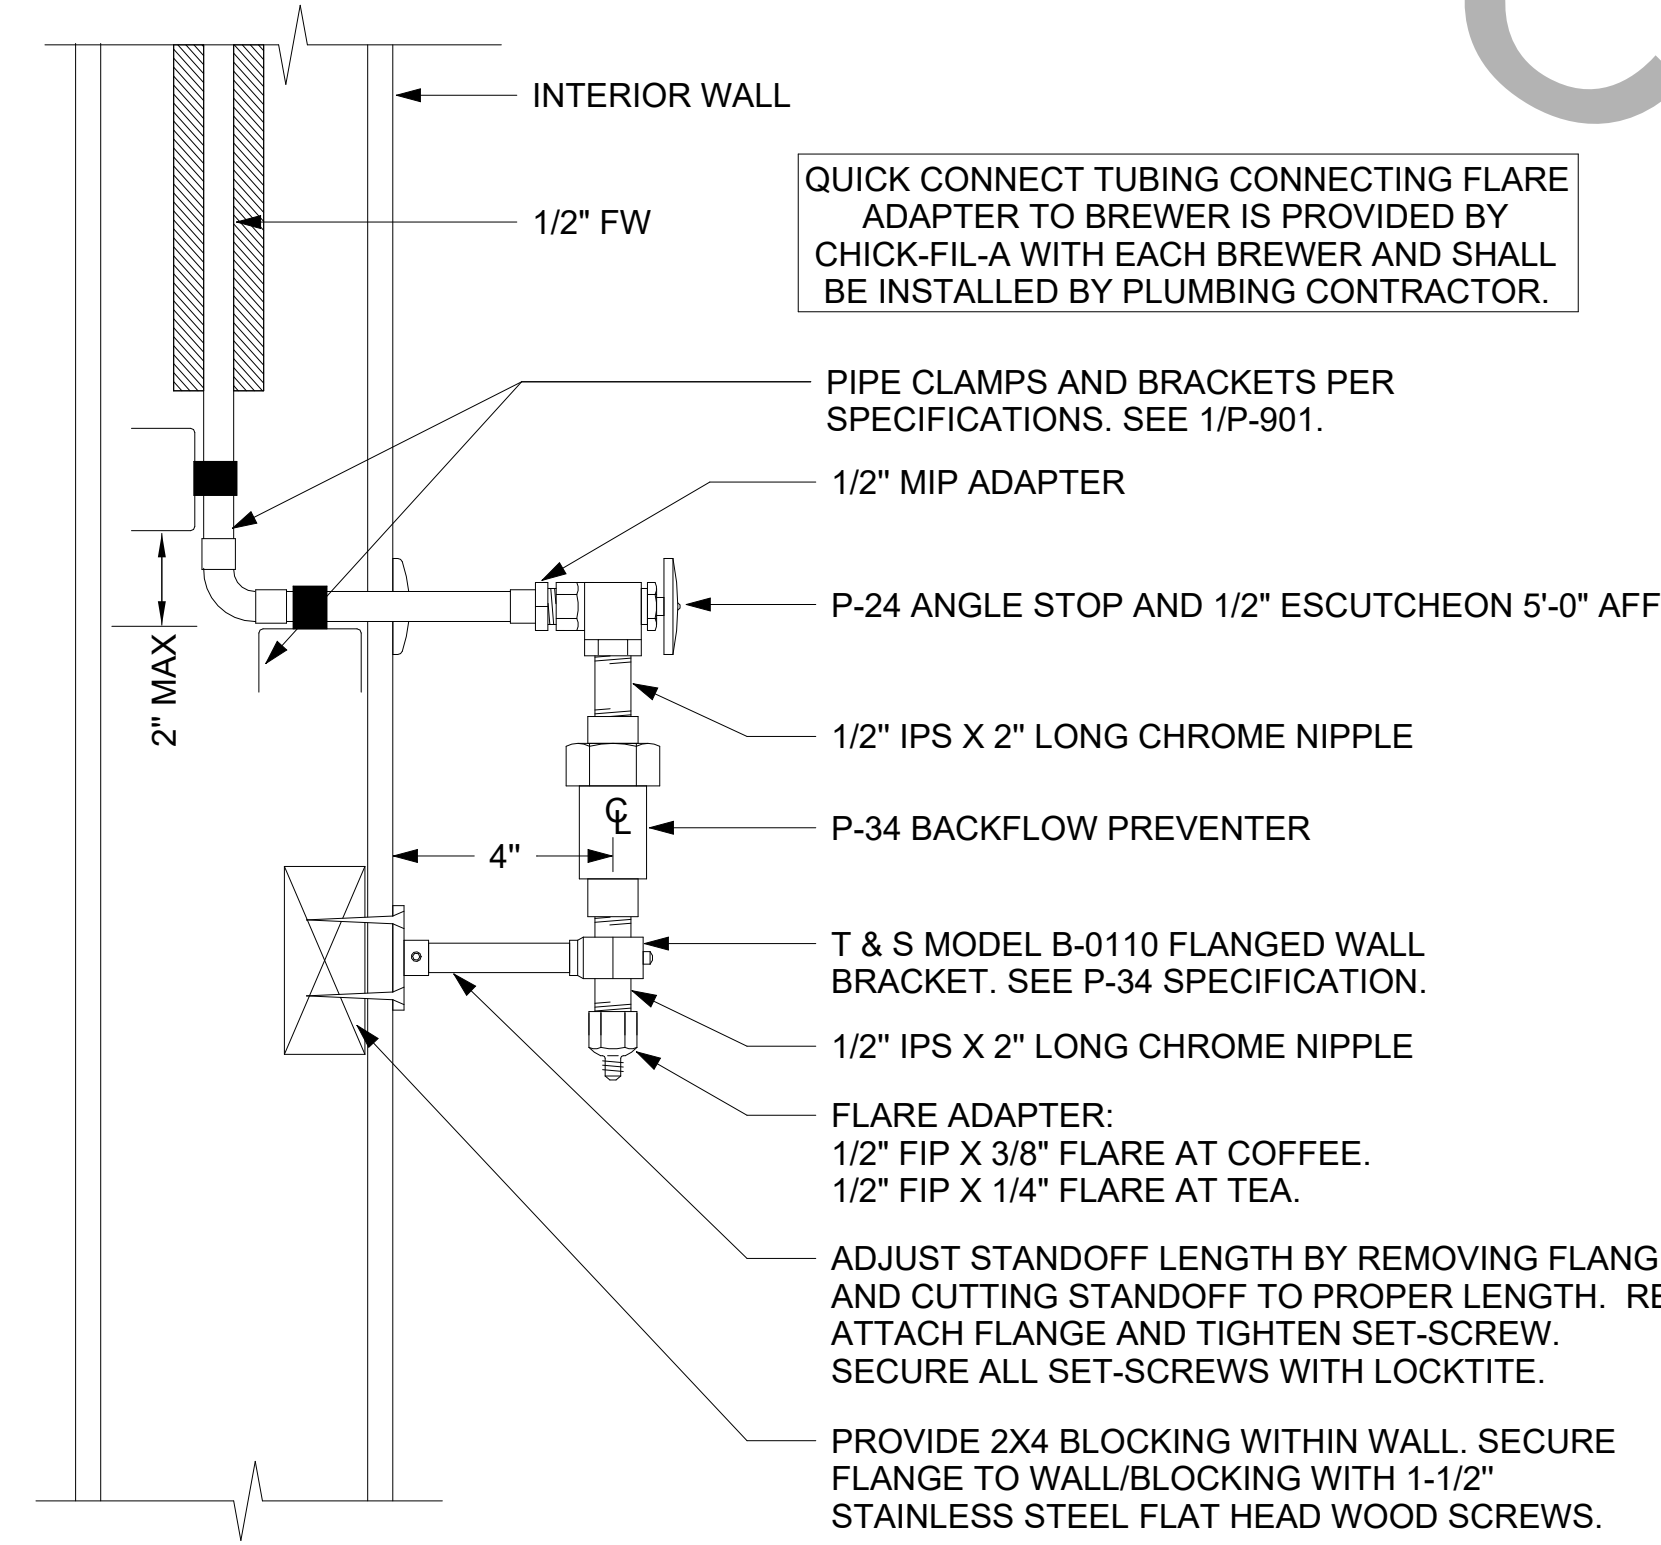 INTERIOR WALL
1/2" FW
QUICK CONNECT TUBING CONNECTING FLARE
ADAPTER TO BREWER IS PROVIDED BY
CHICK-FIL-A WITH EACH BREWER AND SHALL
BE INSTALLED BY PLUMBING CONTRACTOR.
PIPE CLAMPS AND BRACKETS PER
SPECIFICATIONS. SEE 1/P-901.
1/2" MIP ADAPTER
P-24 ANGLE STOP AND 1/2" ESCUTCHEON 5'-0" AFF
2" MAX
1/2" IPS X 2" LONG CHROME NIPPLE
CL
P-34 BACKFLOW PREVENTER
4"
T & S MODEL B-0110 FLANGED WALL
BRACKET. SEE P-34 SPECIFICATION.
1/2" IPS X 2" LONG CHROME NIPPLE
FLARE ADAPTER:
1/2" FIP X 3/8" FLARE AT COFFEE.
1/2" FIP X 1/4" FLARE AT TEA.
ADJUST STANDOFF LENGTH BY REMOVING FLANG
AND CUTTING STANDOFF TO PROPER LENGTH. RE
ATTACH FLANGE AND TIGHTEN SET-SCREW.
SECURE ALL SET-SCREWS WITH LOCKTITE.
PROVIDE 2X4 BLOCKING WITHIN WALL. SECURE
FLANGE TO WALL/BLOCKING WITH 1-1/2"
STAINLESS STEEL FLAT HEAD WOOD SCREWS.